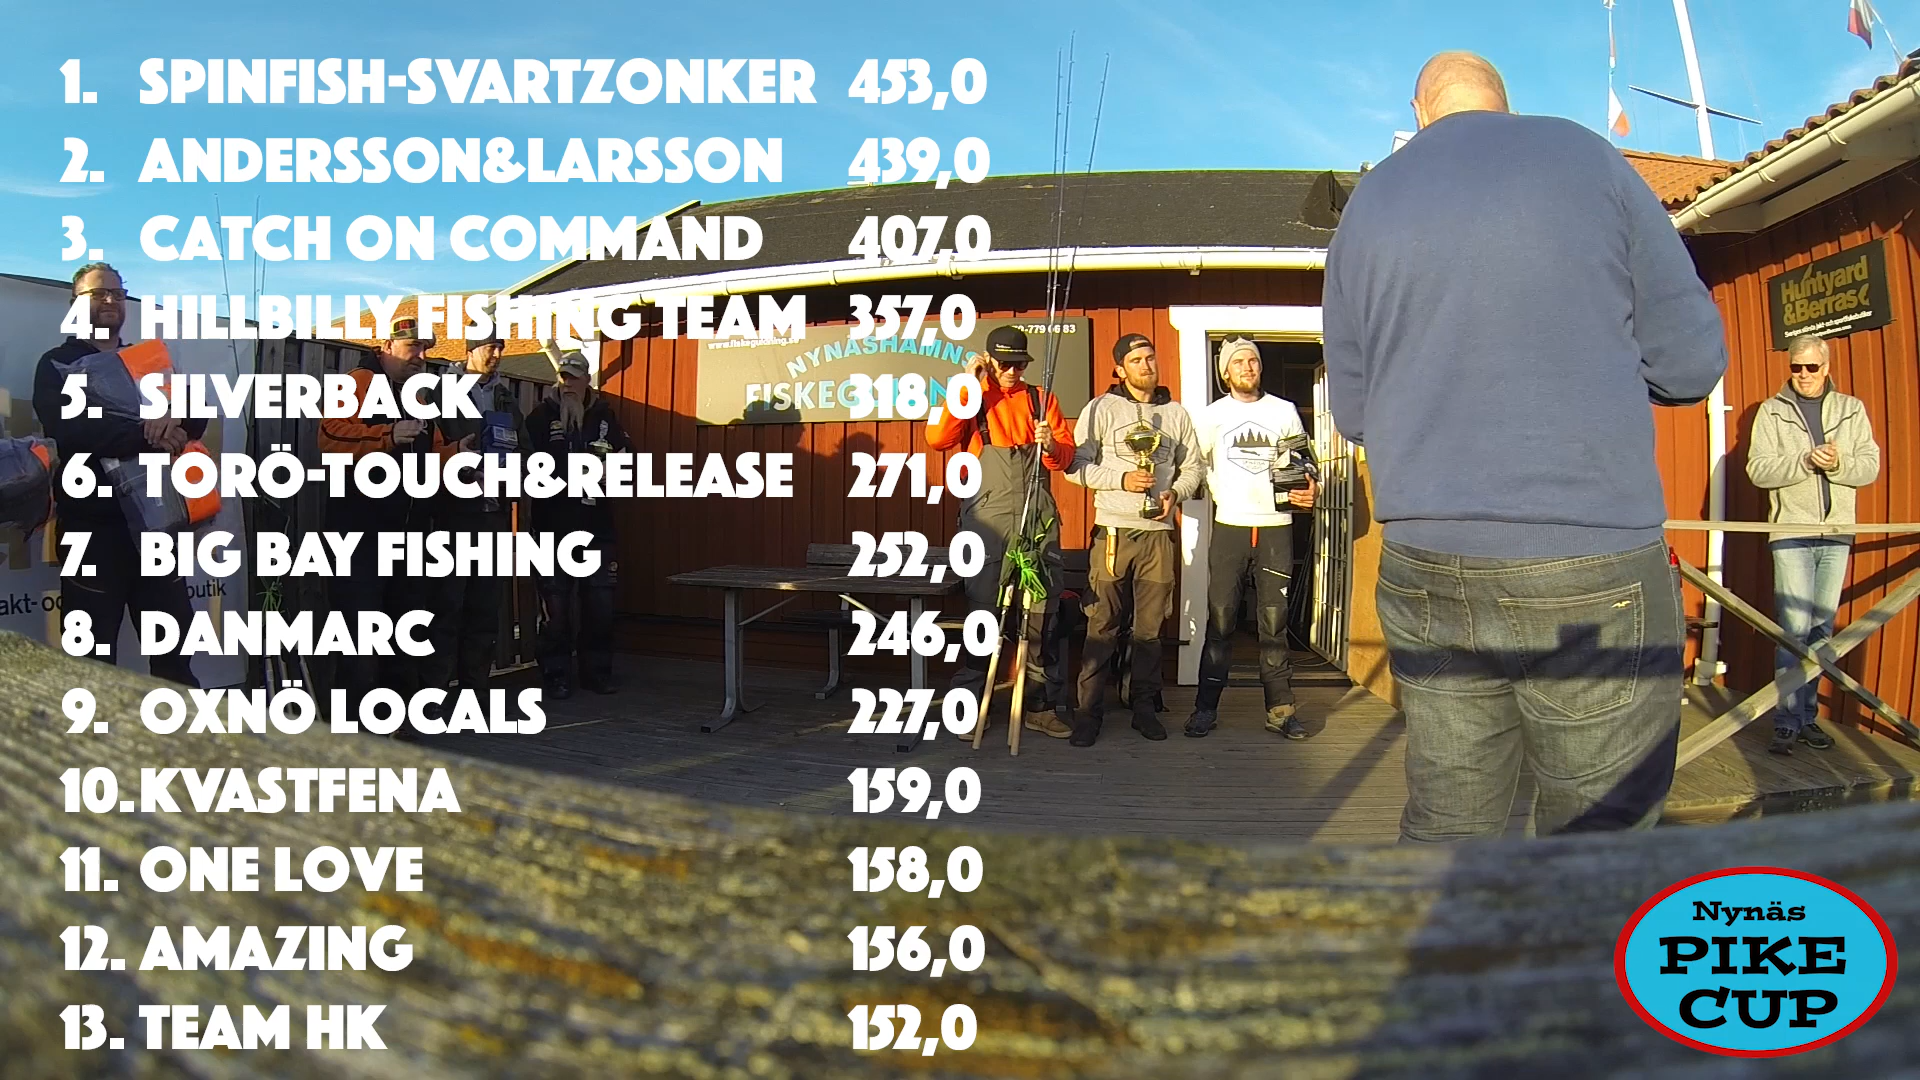 1. SPINFISH-SVARTZONKER 453,0
2. ANDERSSON&LARSSON 439,0
3. CATCH ON COMMAND 407,0
4. HILLBILLY FISHING TEAM 357,0
5. SILVERBACK 318,0
6. TORÖ-TOUCH&RELEASE 271,0
7. BIG BAY FISHING 252,0
8. DANMARC 246,0
9. OXNÖ LOCALS 227,0
10. KVASTFENA 159,0
11. ONE LOVE 158,0
12. AMAZING 156,0
13. TEAM HK 152,0
www.fiskeguidning.se
NYNÄSHAMNS
Huntyard
&Berras
Nynäs
PIKE
CUP